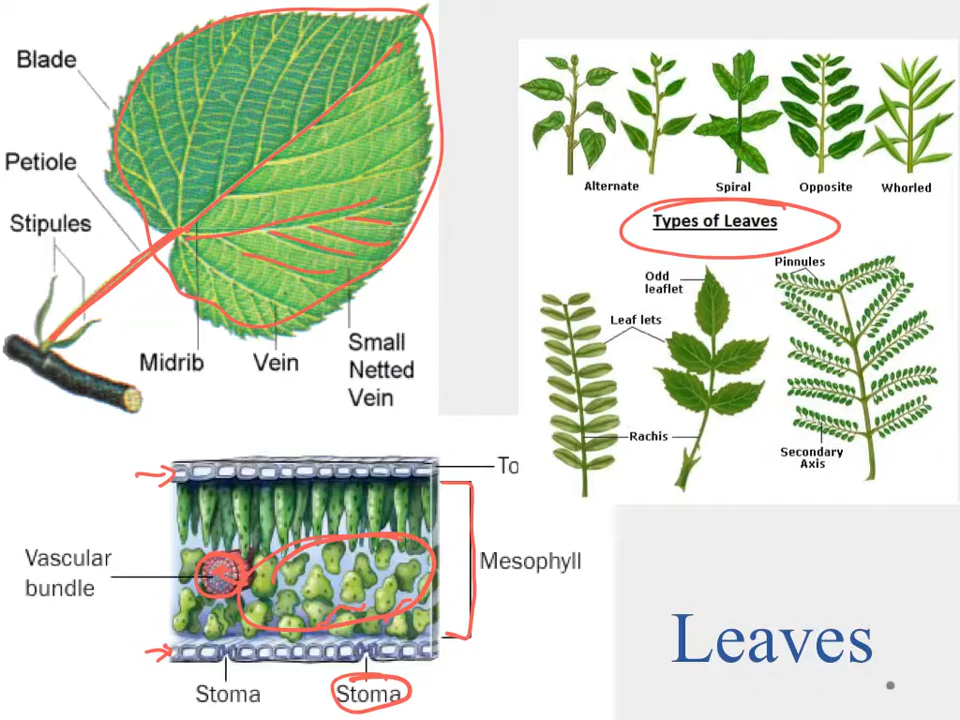 Blade
Petiole
Stipules
Midrib
Vein
Small
Netted
Vein
Alternate
Spiral
Opposite
Whorled
Types of Leaves
Pinnules
Odd
leaflet
Leaf lets
Rachis
Secondary
Axis
To
Vascular
bundle
Mesophyll
Stoma
Stoma
Leaves